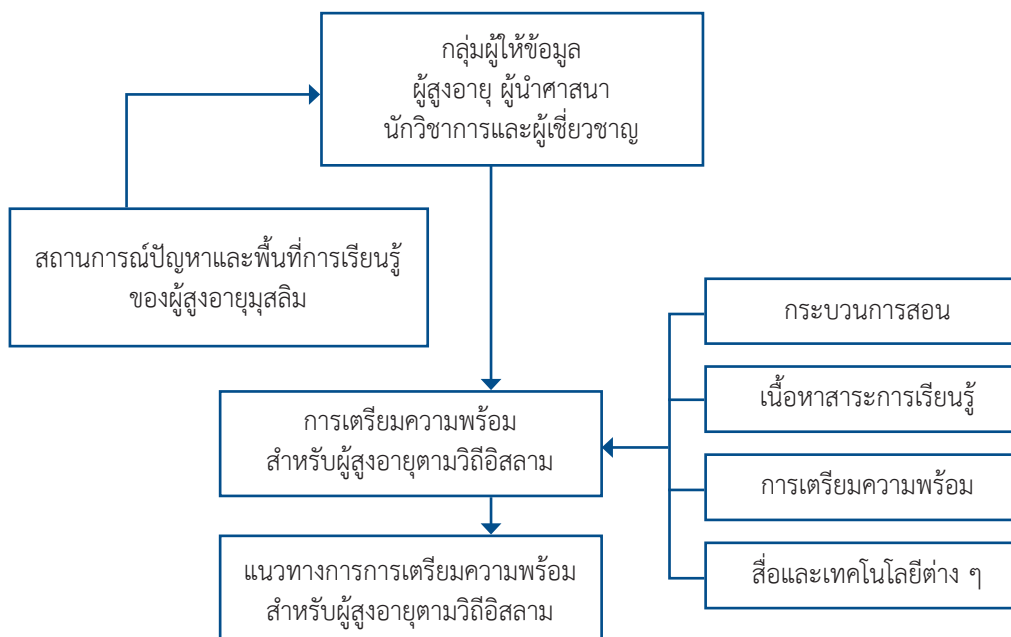 กลุ่มผู้ให้ข้อมูล
ผู้สูงอายุ ผู้นำศาสนา
นักวิชาการและผู้เชี่ยวชาญ
สถานการณ์ปัญหาและพื้นที่การเรียนรู้
ของผู้สูงอายุมุสลิม
กระบวนการสอน
เนื้อหาสาระการเรียนรู้
การเตรียมความพร้อม
สำหรับผู้สูงอายุตามวิถีอิสลาม
การเตรียมความพร้อม
สื่อและเทคโนโลยีต่าง ๆ
แนวทางการการเตรียมความพร้อม
สำหรับผู้สูงอายุตามวิถีอิสลาม